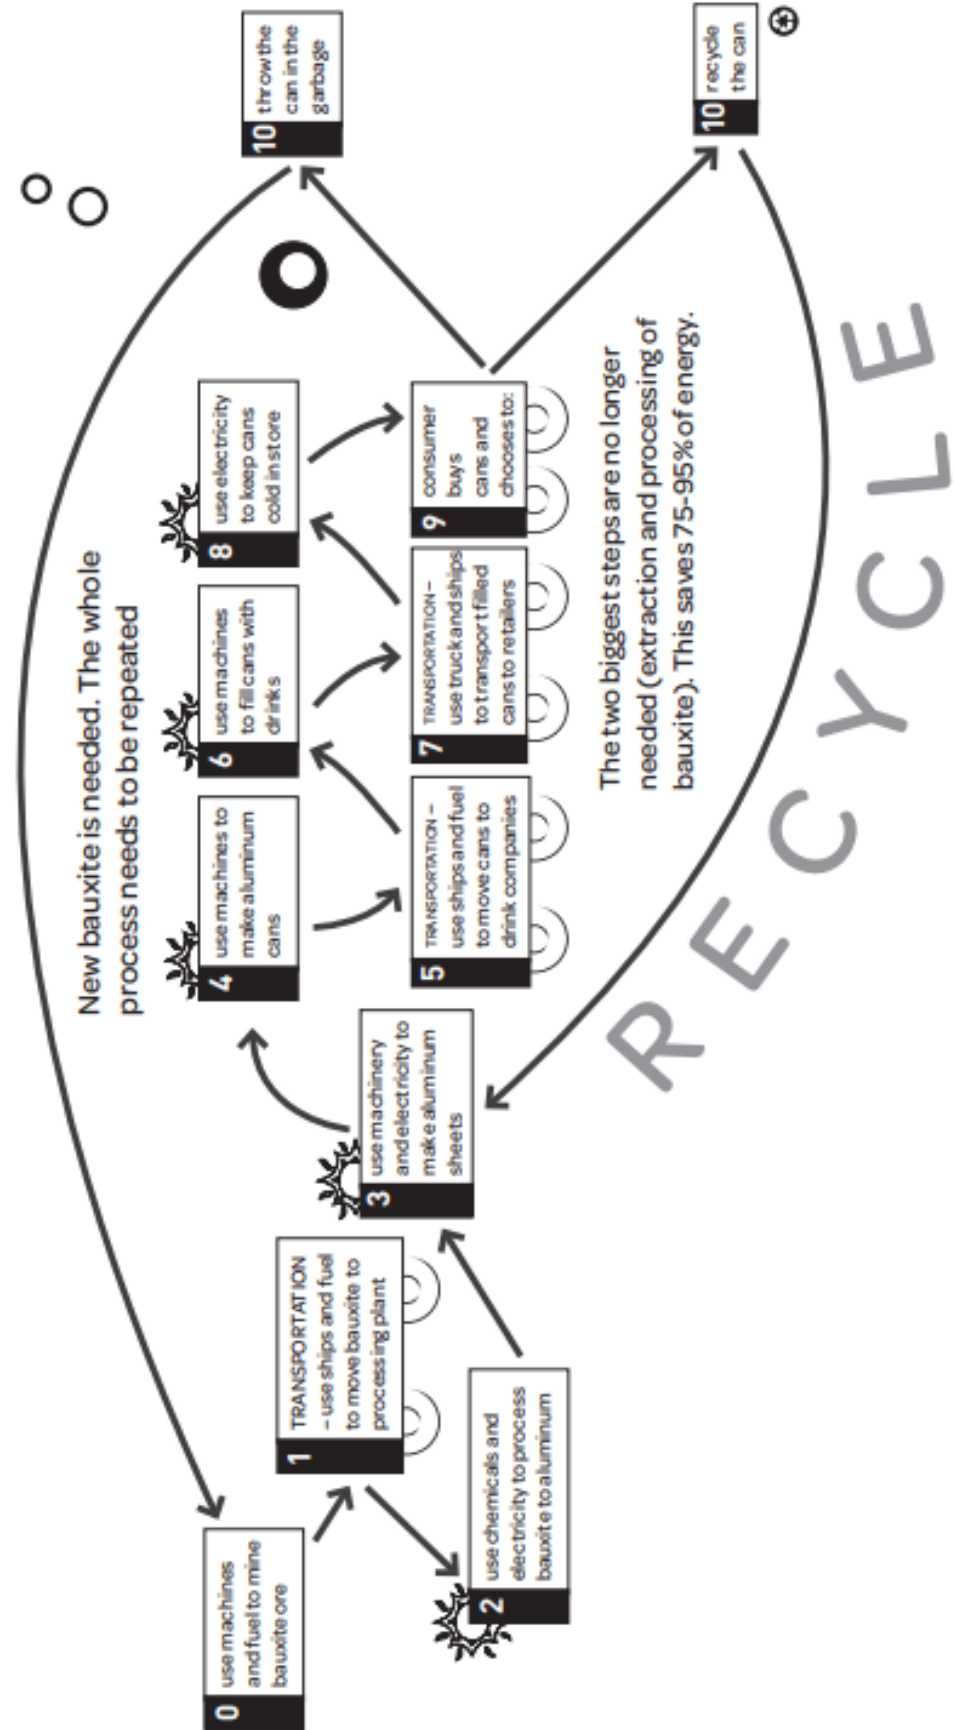 New bauxite is needed. The whole
process needs to be repeated
0
use machines
and fuel to mine
bauxite ore
1
TRANSPORTATION
– use ships and fuel
to move bauxite to
processing plant
2
use chemicals and
electricity to process
bauxite to aluminum
3
use machinery
and electricity to
make aluminum
sheets
4
use machines to
make aluminum
cans
5
TRANSPORTATION –
use ships and fuel
to move cans to
drink companies
6
use machines
to fill cans with
drinks
7
TRANSPORTATION –
use truck and ships
to transport filled
cans to retailers
8
use electricity
to keep cans
cold in store
9
consumer
buys
cans and
chooses to:
10
throw the
can in the
garbage
10
recycle
the can
The two biggest steps are no longer
needed (extraction and processing of
bauxite). This saves 75-95% of energy.
RECYCLE